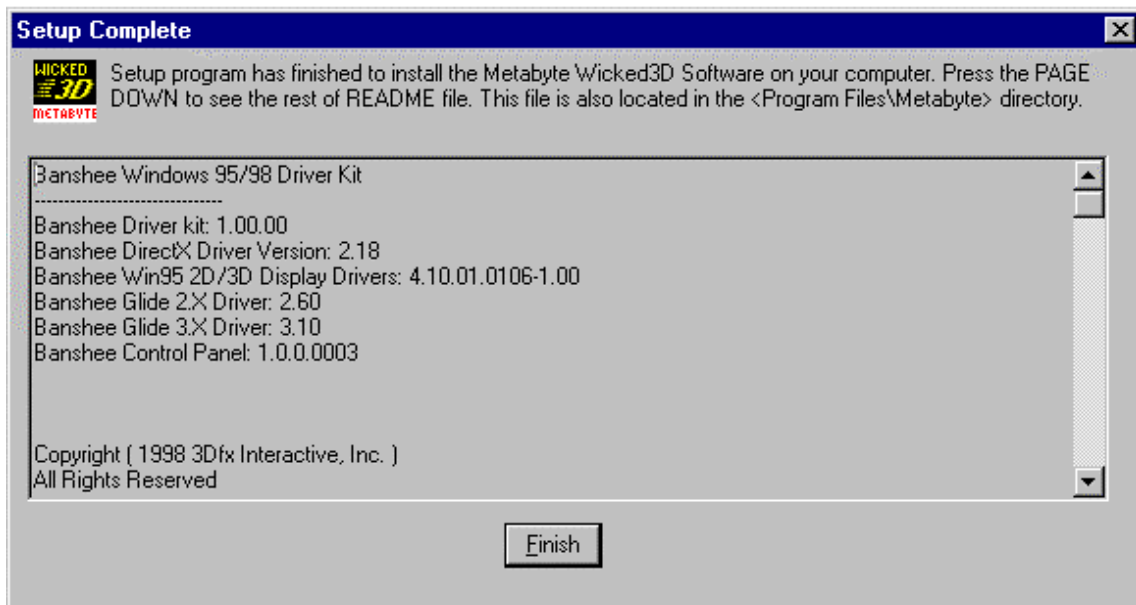 Setup Complete
WICKED
3D
METABYTE
Setup program has finished to install the Metabyte Wicked3D Software on your computer. Press the PAGE
DOWN to see the rest of README file. This file is also located in the <Program Files\Metabyte> directory.
Banshee Windows 95/98 Driver Kit
--------------------------------
Banshee Driver kit: 1.00.00
Banshee DirectX Driver Version: 2.18
Banshee Win95 2D/3D Display Drivers: 4.10.01.0106-1.00
Banshee Glide 2.X Driver: 2.60
Banshee Glide 3.X Driver: 3.10
Banshee Control Panel: 1.0.0.0003
Copyright ( 1998 3Dfx Interactive, Inc. )
All Rights Reserved
Finish